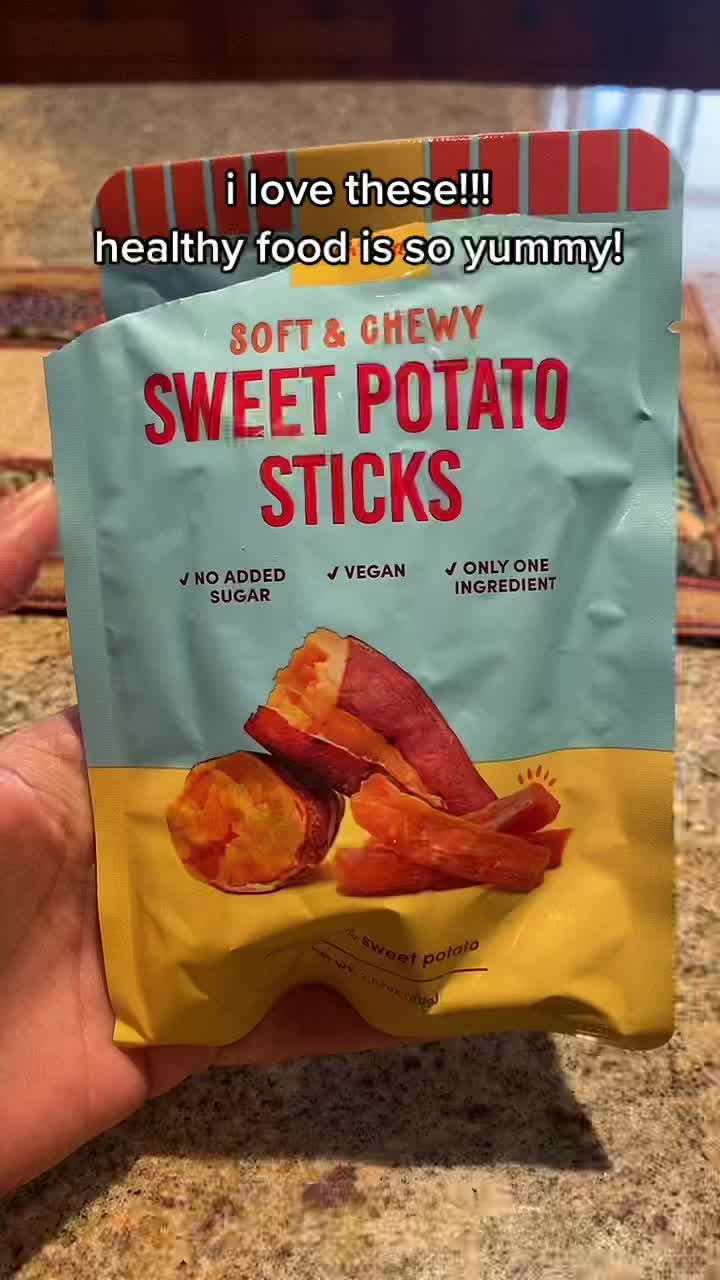 i love these!!!
healthy food is so yummy!
SOFT & CHEWY
SWEET POTATO
STICKS
✓ NO ADDED SUGAR
✓ VEGAN
✓ ONLY ONE INGREDIENT
sweet potato